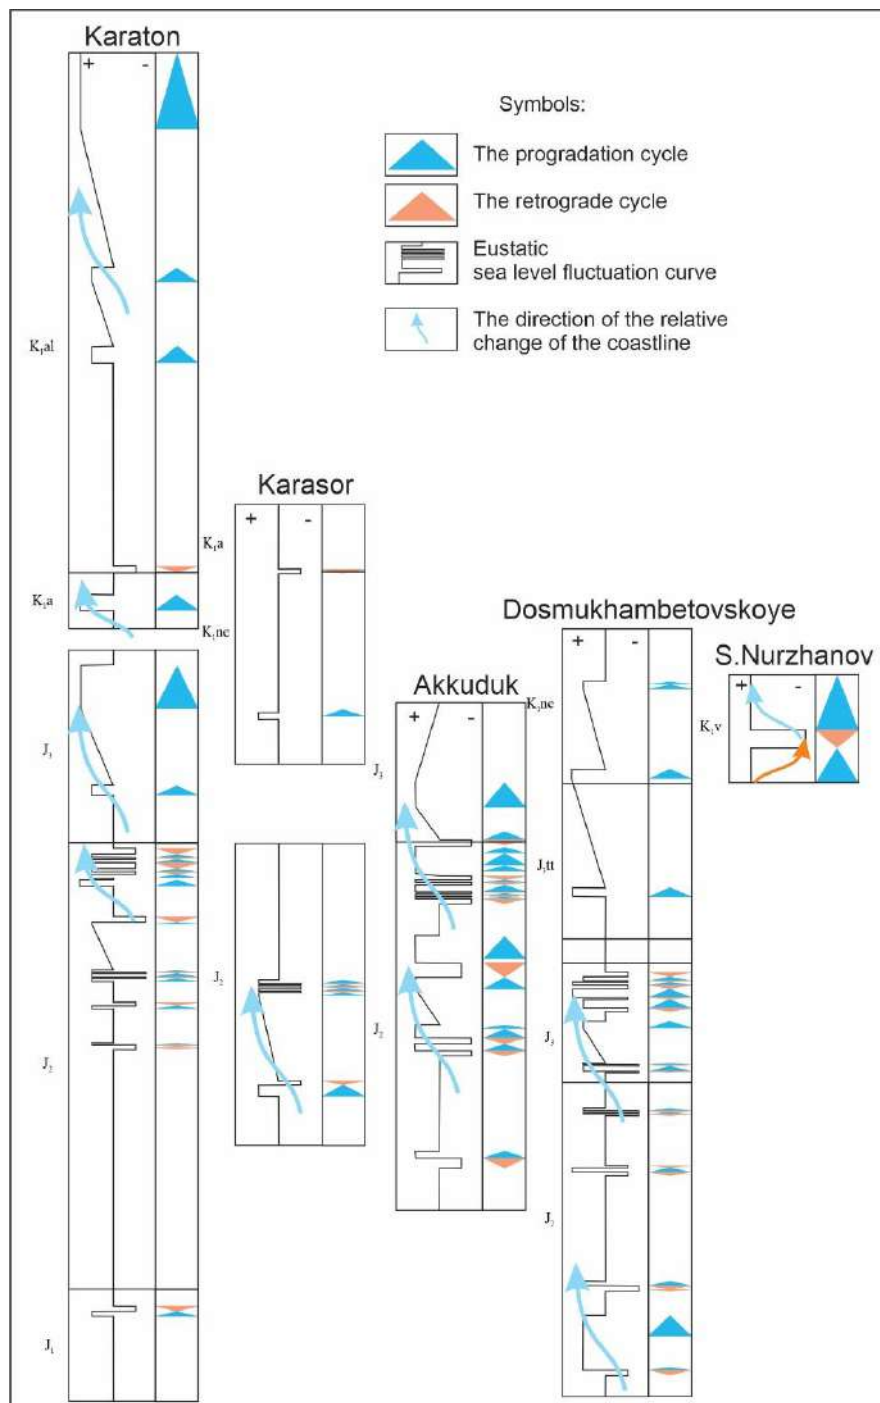 Karaton
+ -
Symbols:
The progradation cycle
The retrograde cycle
Eustatic
sea level fluctuation curve
The direction of the relative
change of the coastline
K₁al
Karasor
+ -
K₁a
K₁a
K₁nc
Dosmukhambetovskoye
+ -
S.Nurzhanov
+ -
Akkuduk
+ -
K₁nc
K₁v
J₃
J₃
J₃tt
J₂
J₂
J₃
J₂
J₂
J₁